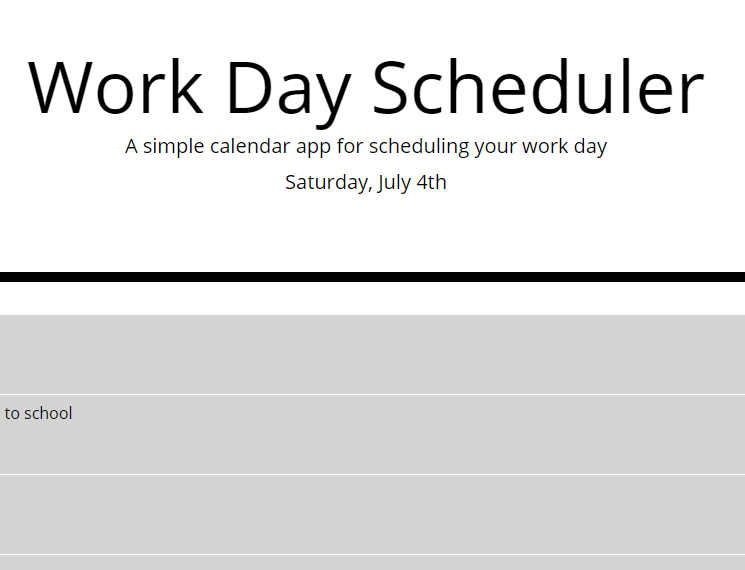 Work Day Scheduler
A simple calendar app for scheduling your work day
Saturday, July 4th
to school